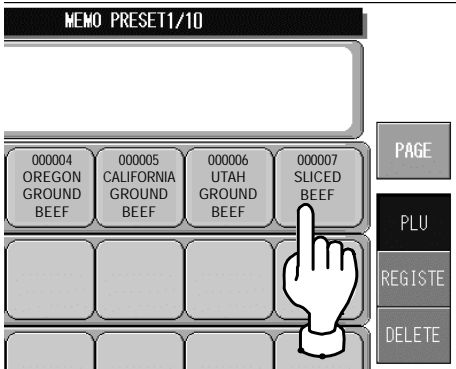 MEMO PRESET1/10
PAGE
000004
OREGON
GROUND
BEEF
000005
CALIFORNIA
GROUND
BEEF
000006
UTAH
GROUND
BEEF
000007
SLICED
BEEF
PLU
REGISTE
DELETE